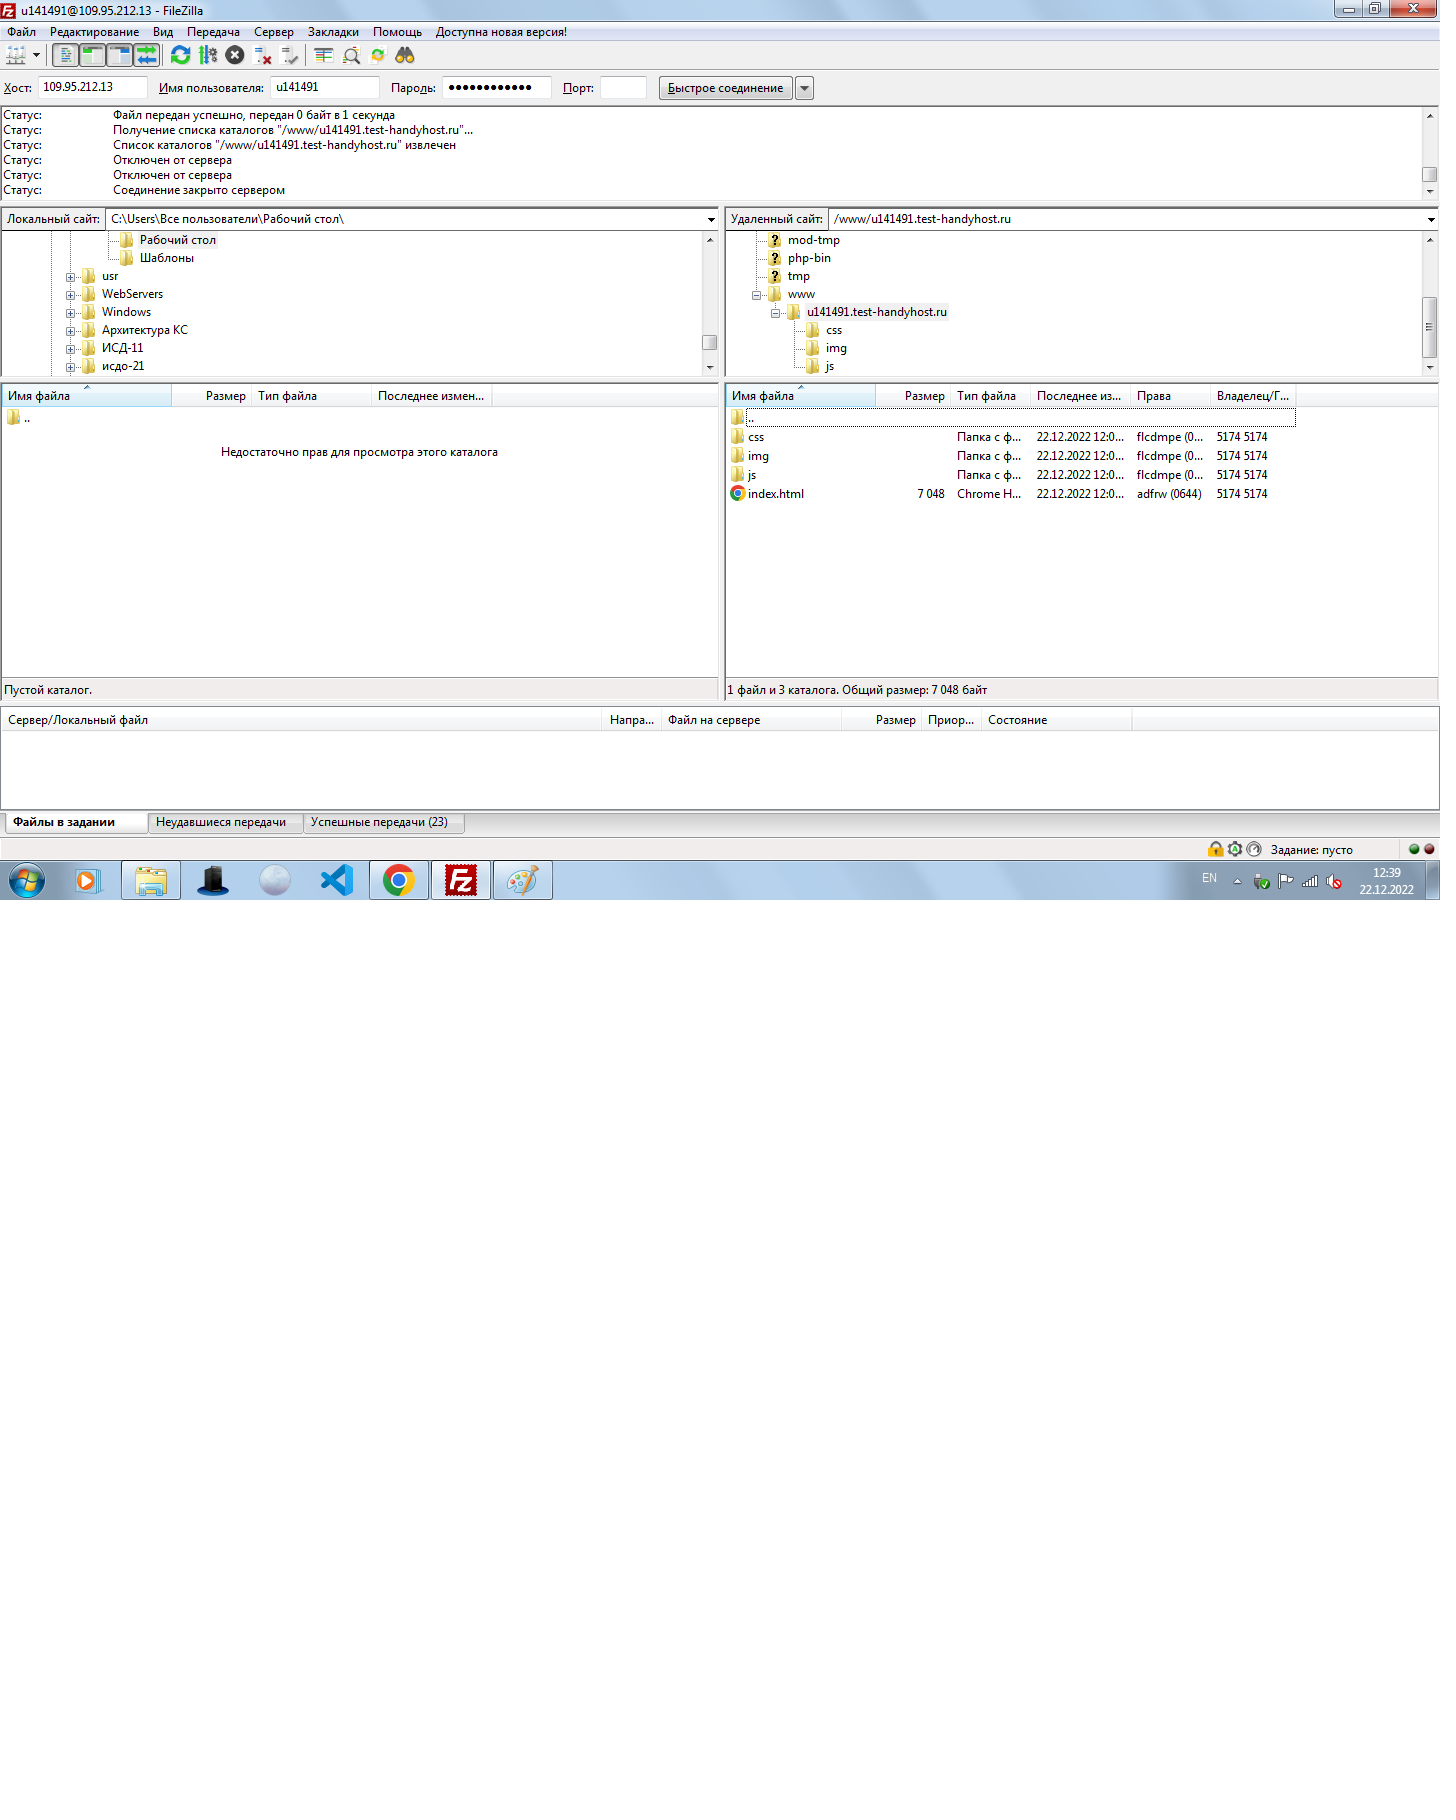 u141491@109.95.212.13 - FileZilla
Файл Редактирование Вид Передача Сервер Закладки Помощь Доступна новая версия!
Хост: 109.95.212.13 Имя пользователя: u141491 Пароль: ●●●●●●●●●●●● Порт: Быстрое соединение
Статус: Файл передан успешно, передан 0 байт в 1 секунда
Статус: Получение списка каталогов "/www/u141491.test-handyhost.ru"...
Статус: Список каталогов "/www/u141491.test-handyhost.ru" извлечен
Статус: Отключен от сервера
Статус: Отключен от сервера
Статус: Соединение закрыто сервером
Локальный сайт: C:\Users\Все пользователи\Рабочий стол\
Рабочий стол
Шаблоны
usr
WebServers
Windows
Архитектура КС
ИСД-11
исдо-21
Имя файла Размер Тип файла Последнее измен...
..
Недостаточно прав для просмотра этого каталога
Пустой каталог.
Удаленный сайт: /www/u141491.test-handyhost.ru
mod-tmp
php-bin
tmp
www
u141491.test-handyhost.ru
css
img
js
Имя файла Размер Тип файла Последнее из... Права Владелец/Г...
..
css Папка с ф... 22.12.2022 12:0... flcdmpe (0... 5174 5174
img Папка с ф... 22.12.2022 12:0... flcdmpe (0... 5174 5174
js Папка с ф... 22.12.2022 12:0... flcdmpe (0... 5174 5174
index.html 7 048 Chrome H... 22.12.2022 12:0... adfrw (0644) 5174 5174
1 файл и 3 каталога. Общий размер: 7 048 байт
Сервер/Локальный файл Напра... Файл на сервере Размер Приор... Состояние
Файлы в задании Неудавшиеся передачи Успешные передачи (23)
Задание: пусто
EN 12:39
22.12.2022